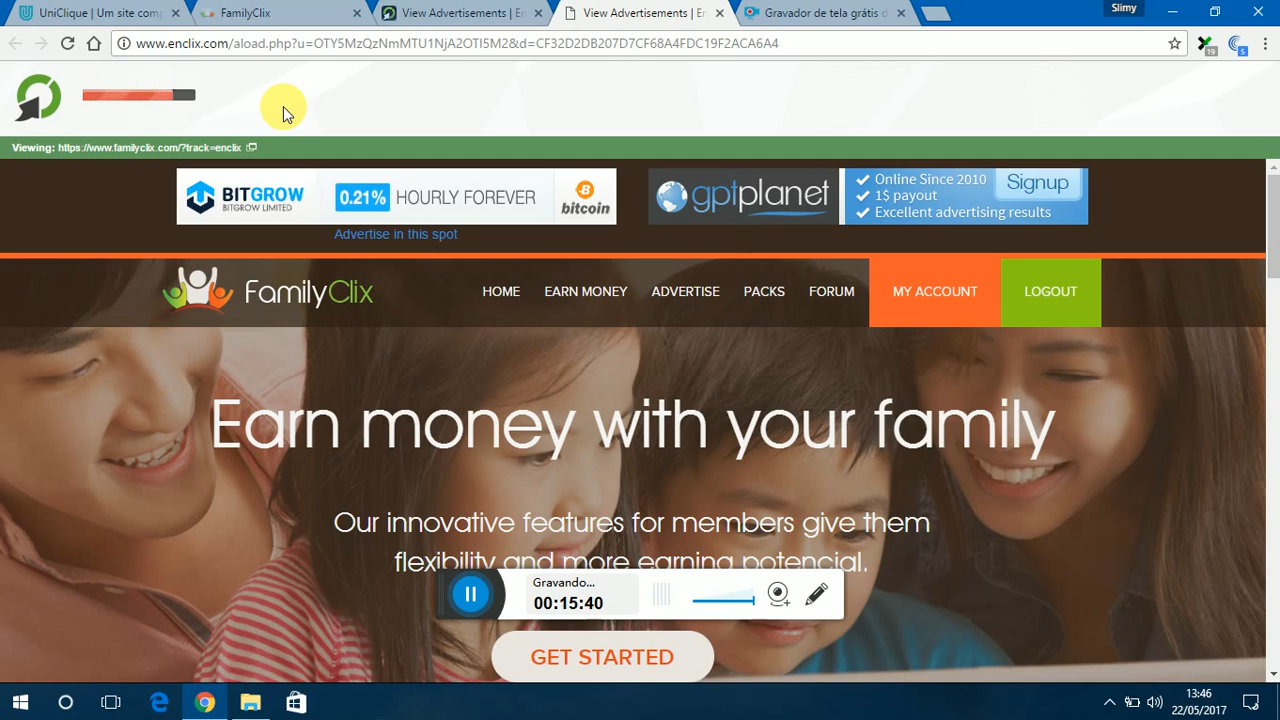 UniClique | Um site comp
FamilyClix
View Advertisements | En
View Advertisements | En
Gravador de tela grátis d
Slimy
www.enclix.com/aload.php?u=OTY5MzQzNmMTU1NjA2OTI5M2&d=CF32D2DB207D7CF68A4FDC19F2ACA6A4
19
5
Viewing: https://www.familyclix.com/?track=enclix
BITGROW
BITGROW LIMITED
0.21% HOURLY FOREVER
bitcoin
gptplanet
Online Since 2010
1$ payout
Excellent advertising results
Signup
Advertise in this spot
FamilyClix
HOME
EARN MONEY
ADVERTISE
PACKS
FORUM
MY ACCOUNT
LOGOUT
Earn money with your family
Our innovative features for members give them
flexibility and more earning potencial.
Gravando...
00:15:40
GET STARTED
13:46
22/05/2017